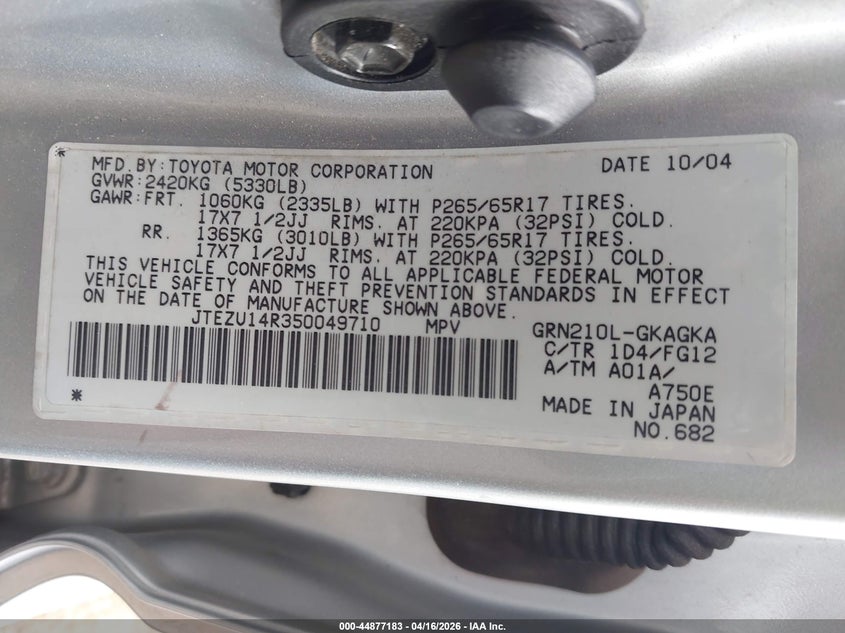 * MFD.BY:TOYOTA MOTOR CORPORATION DATE 10/04
GVWR:2420KG (5330LB)
GAWR:FRT. 1060KG (2335LB) WITH P265/65R17 TIRES.
17X7 1/2JJ RIMS. AT 220KPA (32PSI) COLD.
RR. 1365KG (3010LB) WITH P265/65R17 TIRES.
17X7 1/2JJ RIMS. AT 220KPA (32PSI) COLD.
THIS VEHICLE CONFORMS TO ALL APPLICABLE FEDERAL MOTOR
VEHICLE SAFETY AND THEFT PREVENTION STANDARDS IN EFFECT
ON THE DATE OF MANUFACTURE SHOWN ABOVE.
JTEZU14R350049710 MPV GRN210L-GKAGKA
C/TR 1D4/FG12
A/TM A01A/
A750E
* MADE IN JAPAN
NO.682
000-44877183 - 04/16/2026 - IAA Inc.